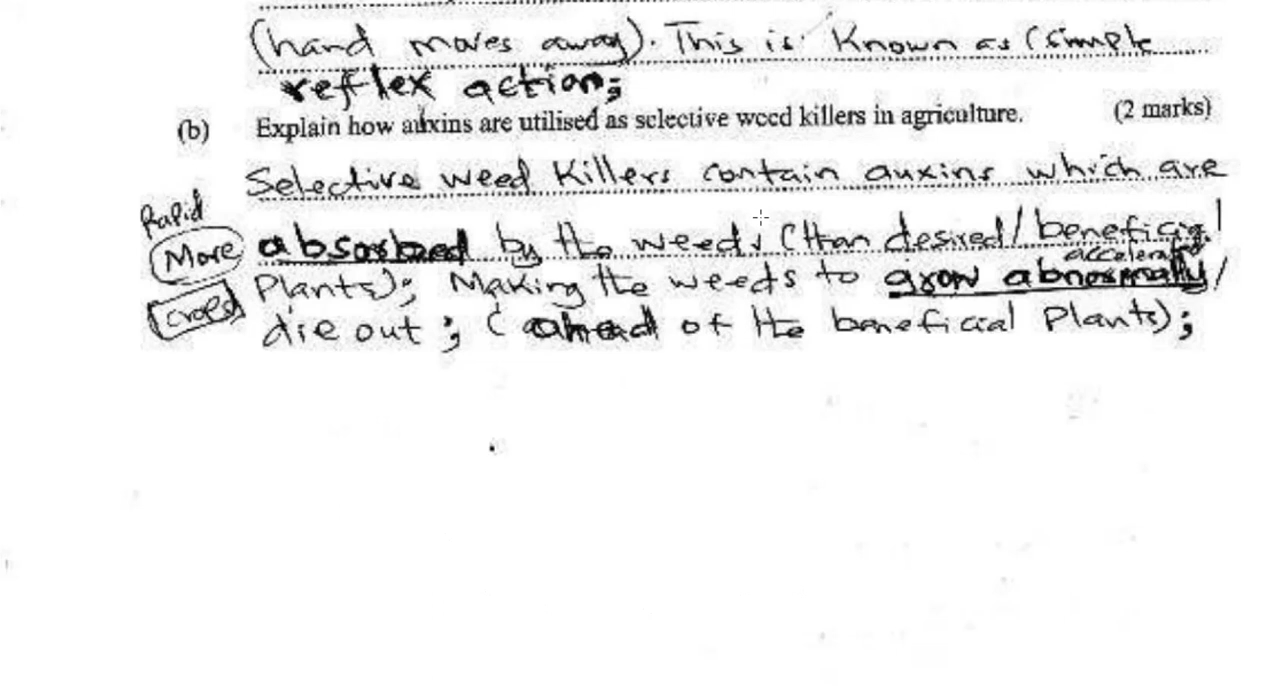 (hand moves away). This is Known as (simple
reflex action;
(b) Explain how auxins are utilised as selective weed killers in agriculture. (2 marks)
Selective weed Killers contain auxins which are
Rapid
More absorbed by the weeds (than desired/beneficial
accelerated
crops Plants); Making the weeds to grow abnormally/
die out; (ahead of the beneficial Plants);